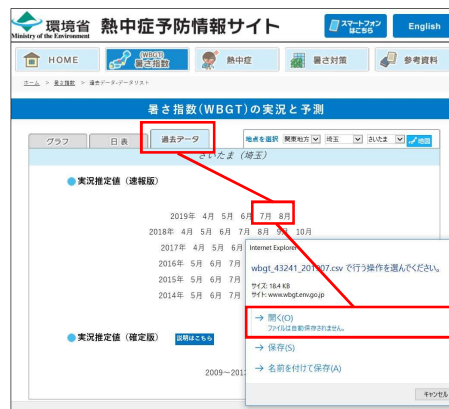 環境省
Ministry of the Environment
熱中症予防情報サイト
スマートフォン
はこちら
English
HOME
(WBGT)
暑さ指数
熱中症
暑さ対策
参考資料
ホーム > 暑さ指数 > 過去データ-データリスト
暑さ指数(WBGT)の実況と予測
グラフ
日表
過去データ
地点を選択 関東地方 埼玉 さいたま 地図
さいたま (埼玉)
実況推定値 (速報版)
2019年 4月 5月 6月 7月 8月
2018年 4月 5月 6月 7月 8月 9月 10月
2017年 4月 5月 6月
2016年 5月 6月 7月
2015年 5月 6月 7月
2014年 5月 6月 7月
Internet Explorer
wbgt_43241_201907.csv で行う操作を選んでください。
サイズ: 18.4 KB
サイト: www.wbgt.env.go.jp
→ 開く(O)
ファイルは自動保存されません。
→ 保存(S)
→ 名前を付けて保存(A)
キャンセル
実況推定値 (確定版) 説明はこちら
2009~201